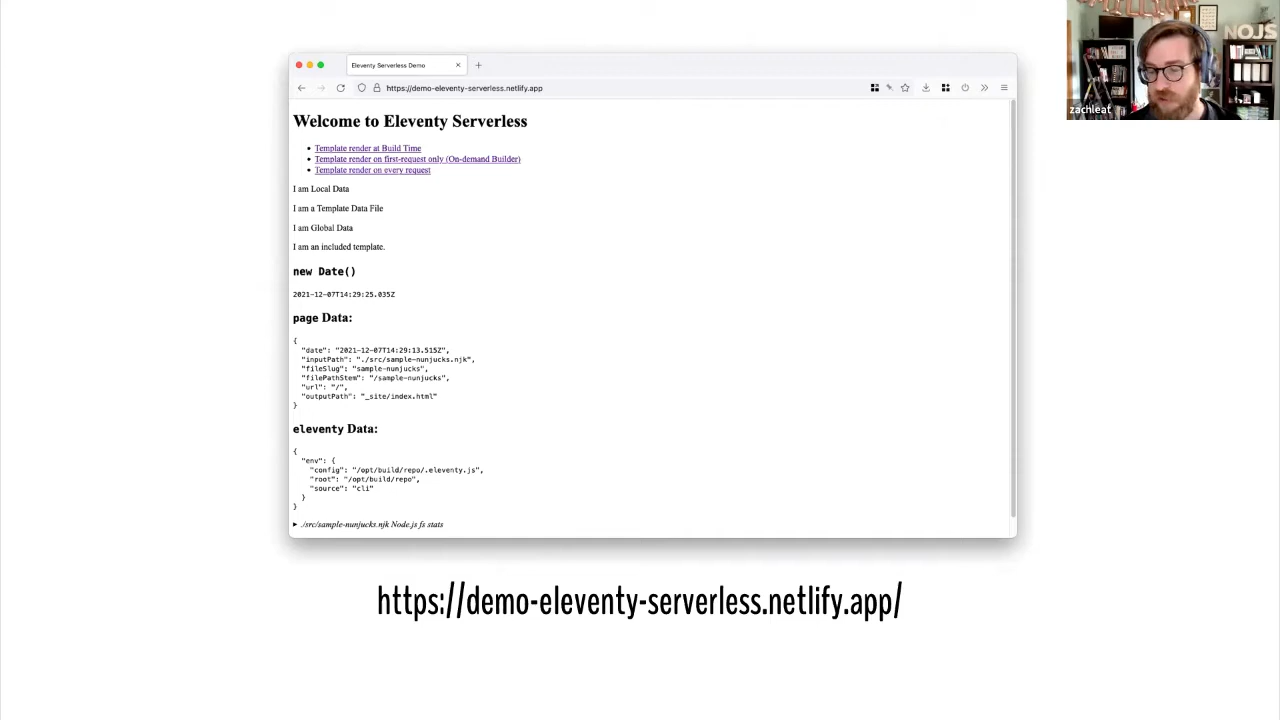 Eleventy Serverless Demo
https://demo-eleventy-serverless.netlify.app
Welcome to Eleventy Serverless
Template render at Build Time
Template render on first-request only (On-demand Builder)
Template render on every request
I am Local Data
I am a Template Data File
I am Global Data
I am an included template.
new Date()
2021-12-07T14:29:25.035Z
page Data:
{
"date": "2021-12-07T14:29:13.515Z",
"inputPath": "./src/sample-nunjucks.njk",
"fileSlug": "sample-nunjucks",
"filePathStem": "/sample-nunjucks",
"url": "/",
"outputPath": "_site/index.html"
}
eleventy Data:
{
"env": {
"config": "/opt/build/repo/.eleventy.js",
"root": "/opt/build/repo",
"source": "cli"
}
}
./src/sample-nunjucks.njk Node.js fs stats
https://demo-eleventy-serverless.netlify.app/
NOJS
zachleat